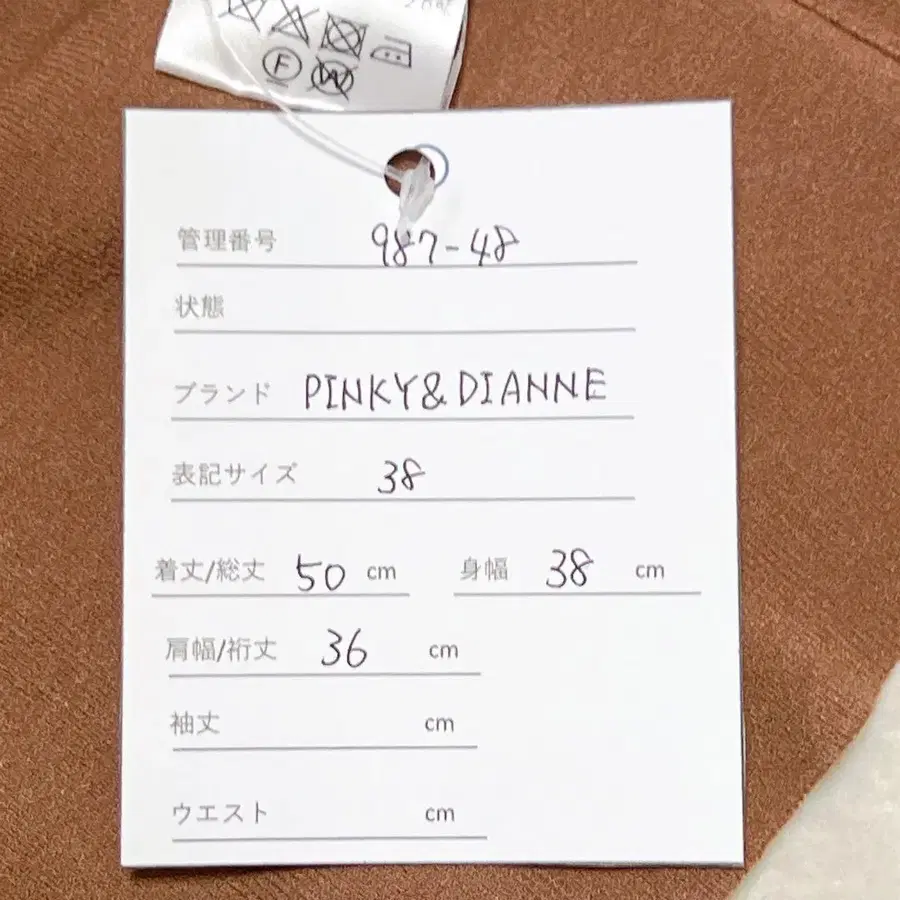 F
W
管理番号 987-48
状態
ブランド PINKY&DIANNE
表記サイズ 38
着丈/総丈 50 cm 身幅 38 cm
肩幅/裄丈 36 cm
袖丈 cm
ウエスト cm